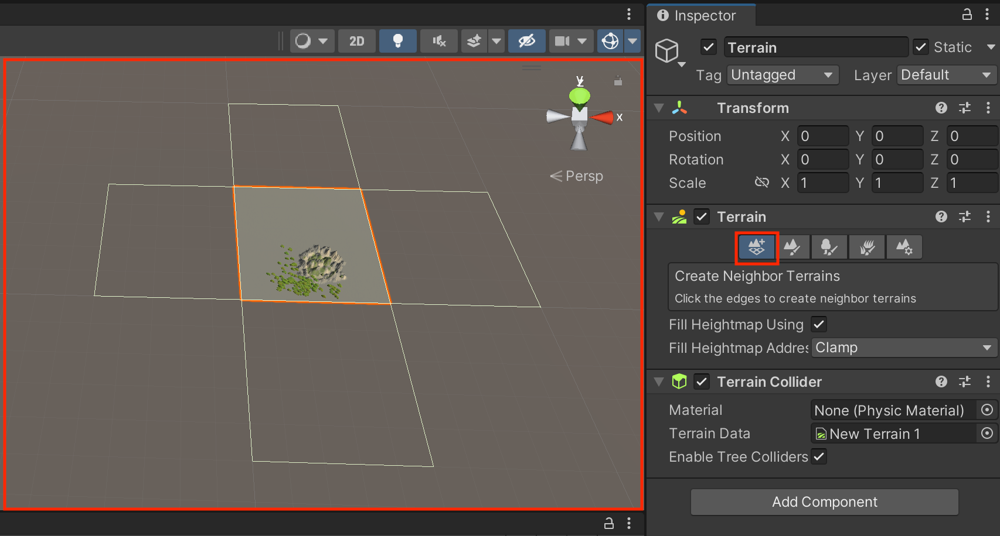 Inspector
2D
Terrain
Static
Tag Untagged Layer Default
Transform
Position X 0 Y 0 Z 0
Rotation X 0 Y 0 Z 0
Scale X 1 Y 1 Z 1
y
z
x
Persp
Terrain
Create Neighbor Terrains
Click the edges to create neighbor terrains
Fill Heightmap Using
Fill Heightmap Addres Clamp
Terrain Collider
Material None (Physic Material)
Terrain Data New Terrain 1
Enable Tree Colliders
Add Component